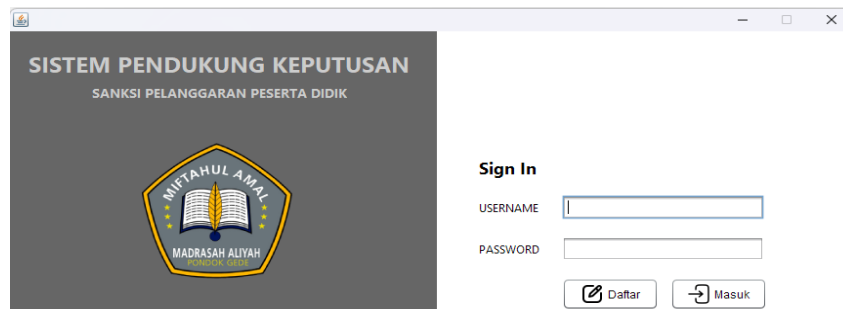 SISTEM PENDUKUNG KEPUTUSAN
SANKSI PELANGGARAN PESERTA DIDIK
MIFTAHUL AMAL
MADRASAH ALIYAH
PONDOK GEDE
Sign In
USERNAME
PASSWORD
Daftar
Masuk